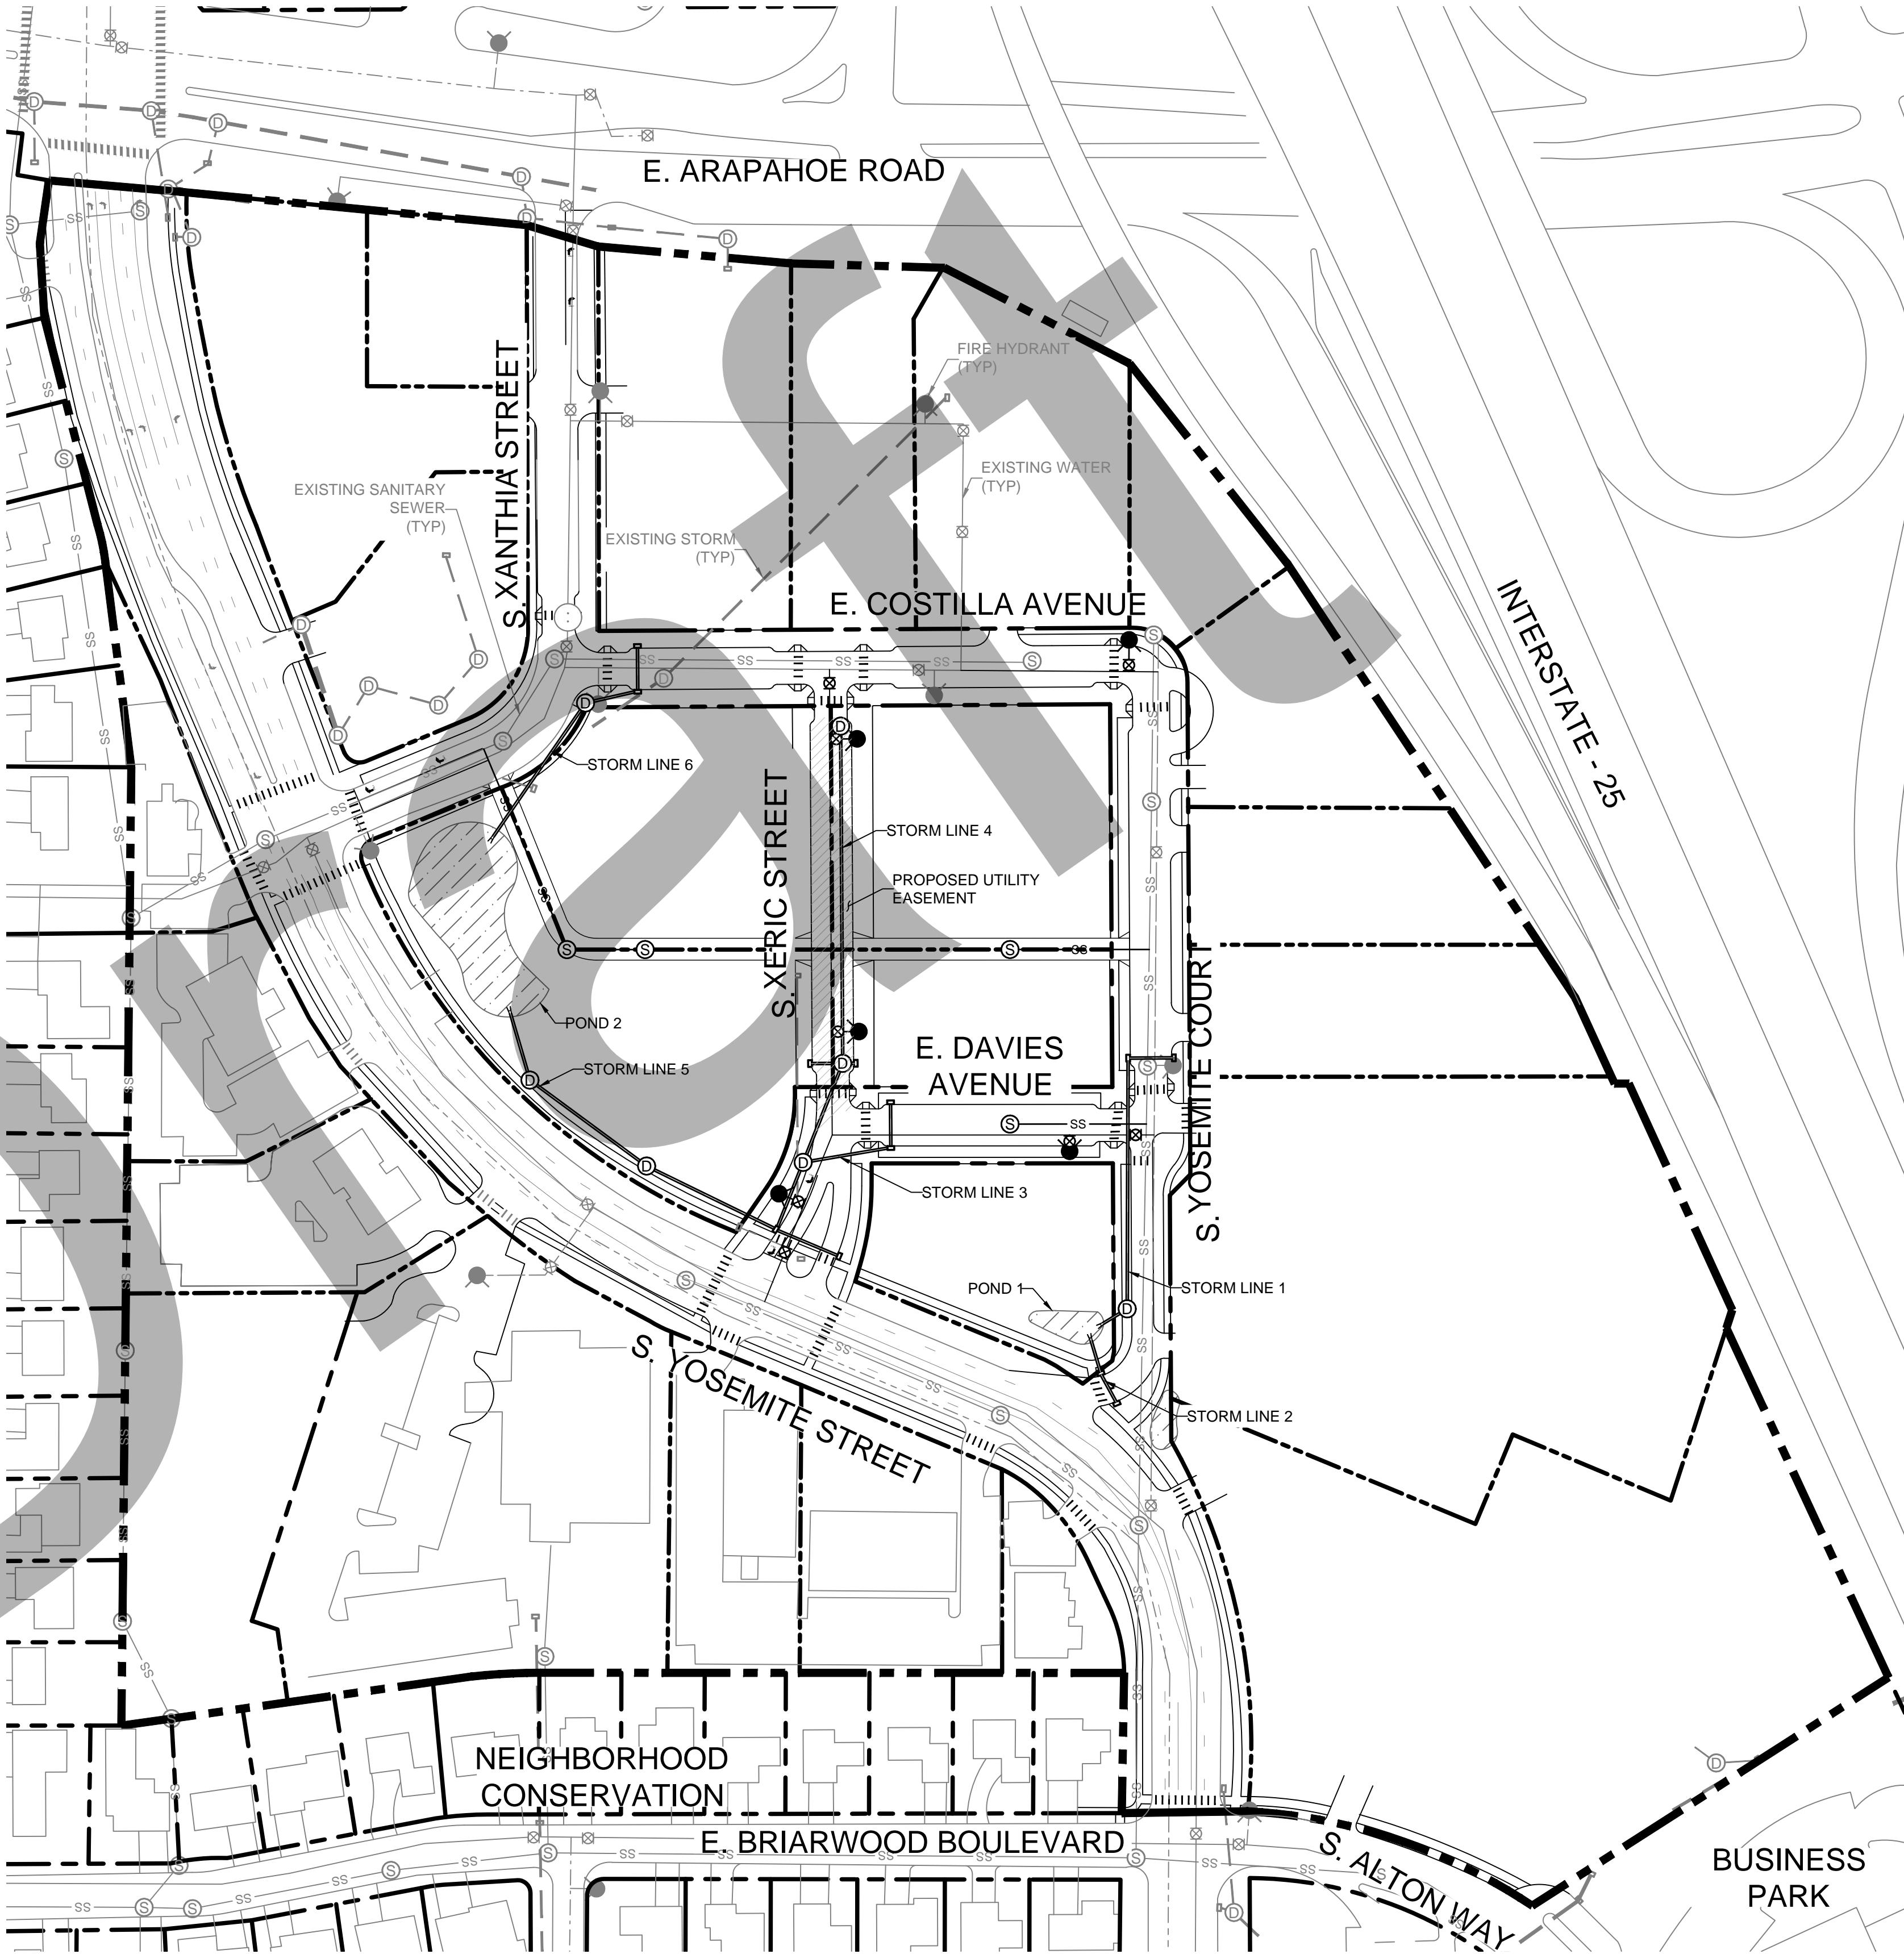 E. ARAPAHOE ROAD
FIRE HYDRANT
(TYP)
S. XANTHIA STREET
EXISTING WATER
(TYP)
EXISTING SANITARY
SEWER
(TYP)
EXISTING STORM
(TYP)
E. COSTILLA AVENUE
INTERSTATE - 25
STORM LINE 6
S. XERIC STREET
STORM LINE 4
PROPOSED UTILITY
EASEMENT
POND 2
E. DAVIES
AVENUE
S. YOSEMITE COURT
STORM LINE 5
STORM LINE 3
POND 1
STORM LINE 1
S. YOSEMITE STREET
STORM LINE 2
NEIGHBORHOOD
CONSERVATION
E. BRIARWOOD BOULEVARD
S. ALTON WAY
BUSINESS
PARK
Draft